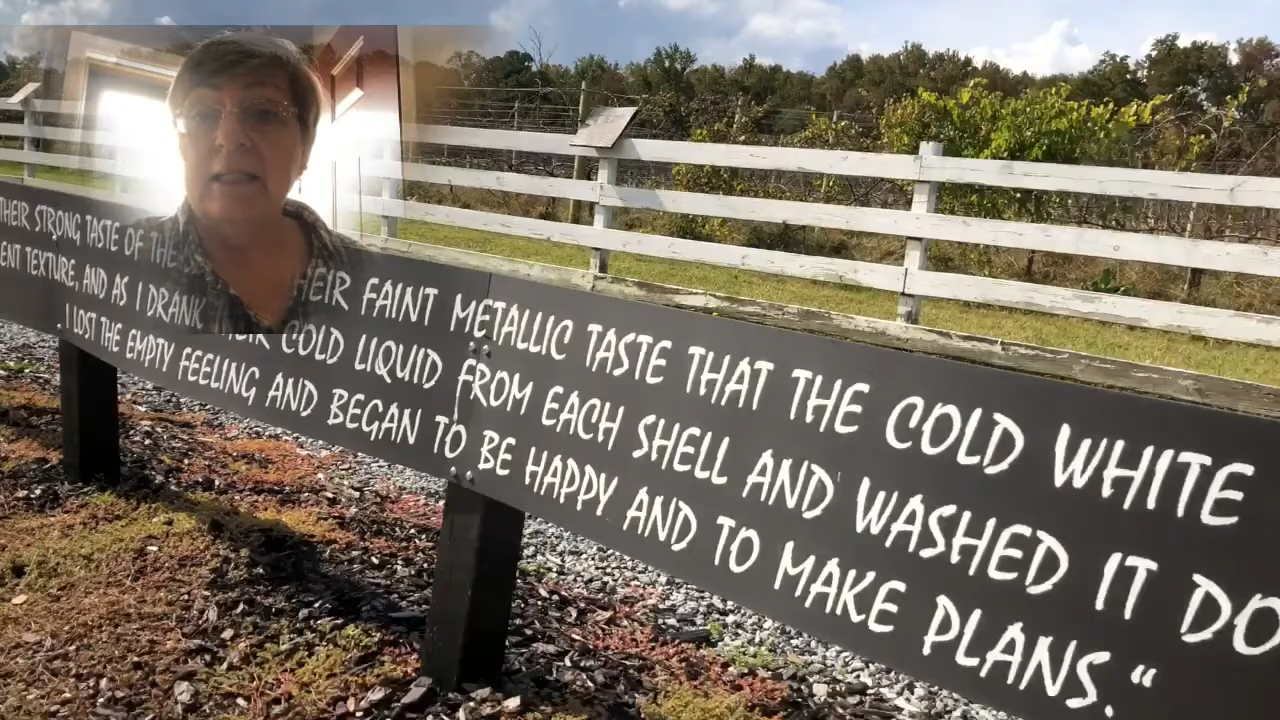 THEIR STRONG TASTE OF THE HEIR FAINT METALLIC TASTE THAT THE COLD WHITE
ENT TEXTURE, AND AS I DRANK COLD LIQUID FROM EACH SHELL AND WASHED IT DO
I LOST THE EMPTY FEELING AND BEGAN TO BE HAPPY AND TO MAKE PLANS."